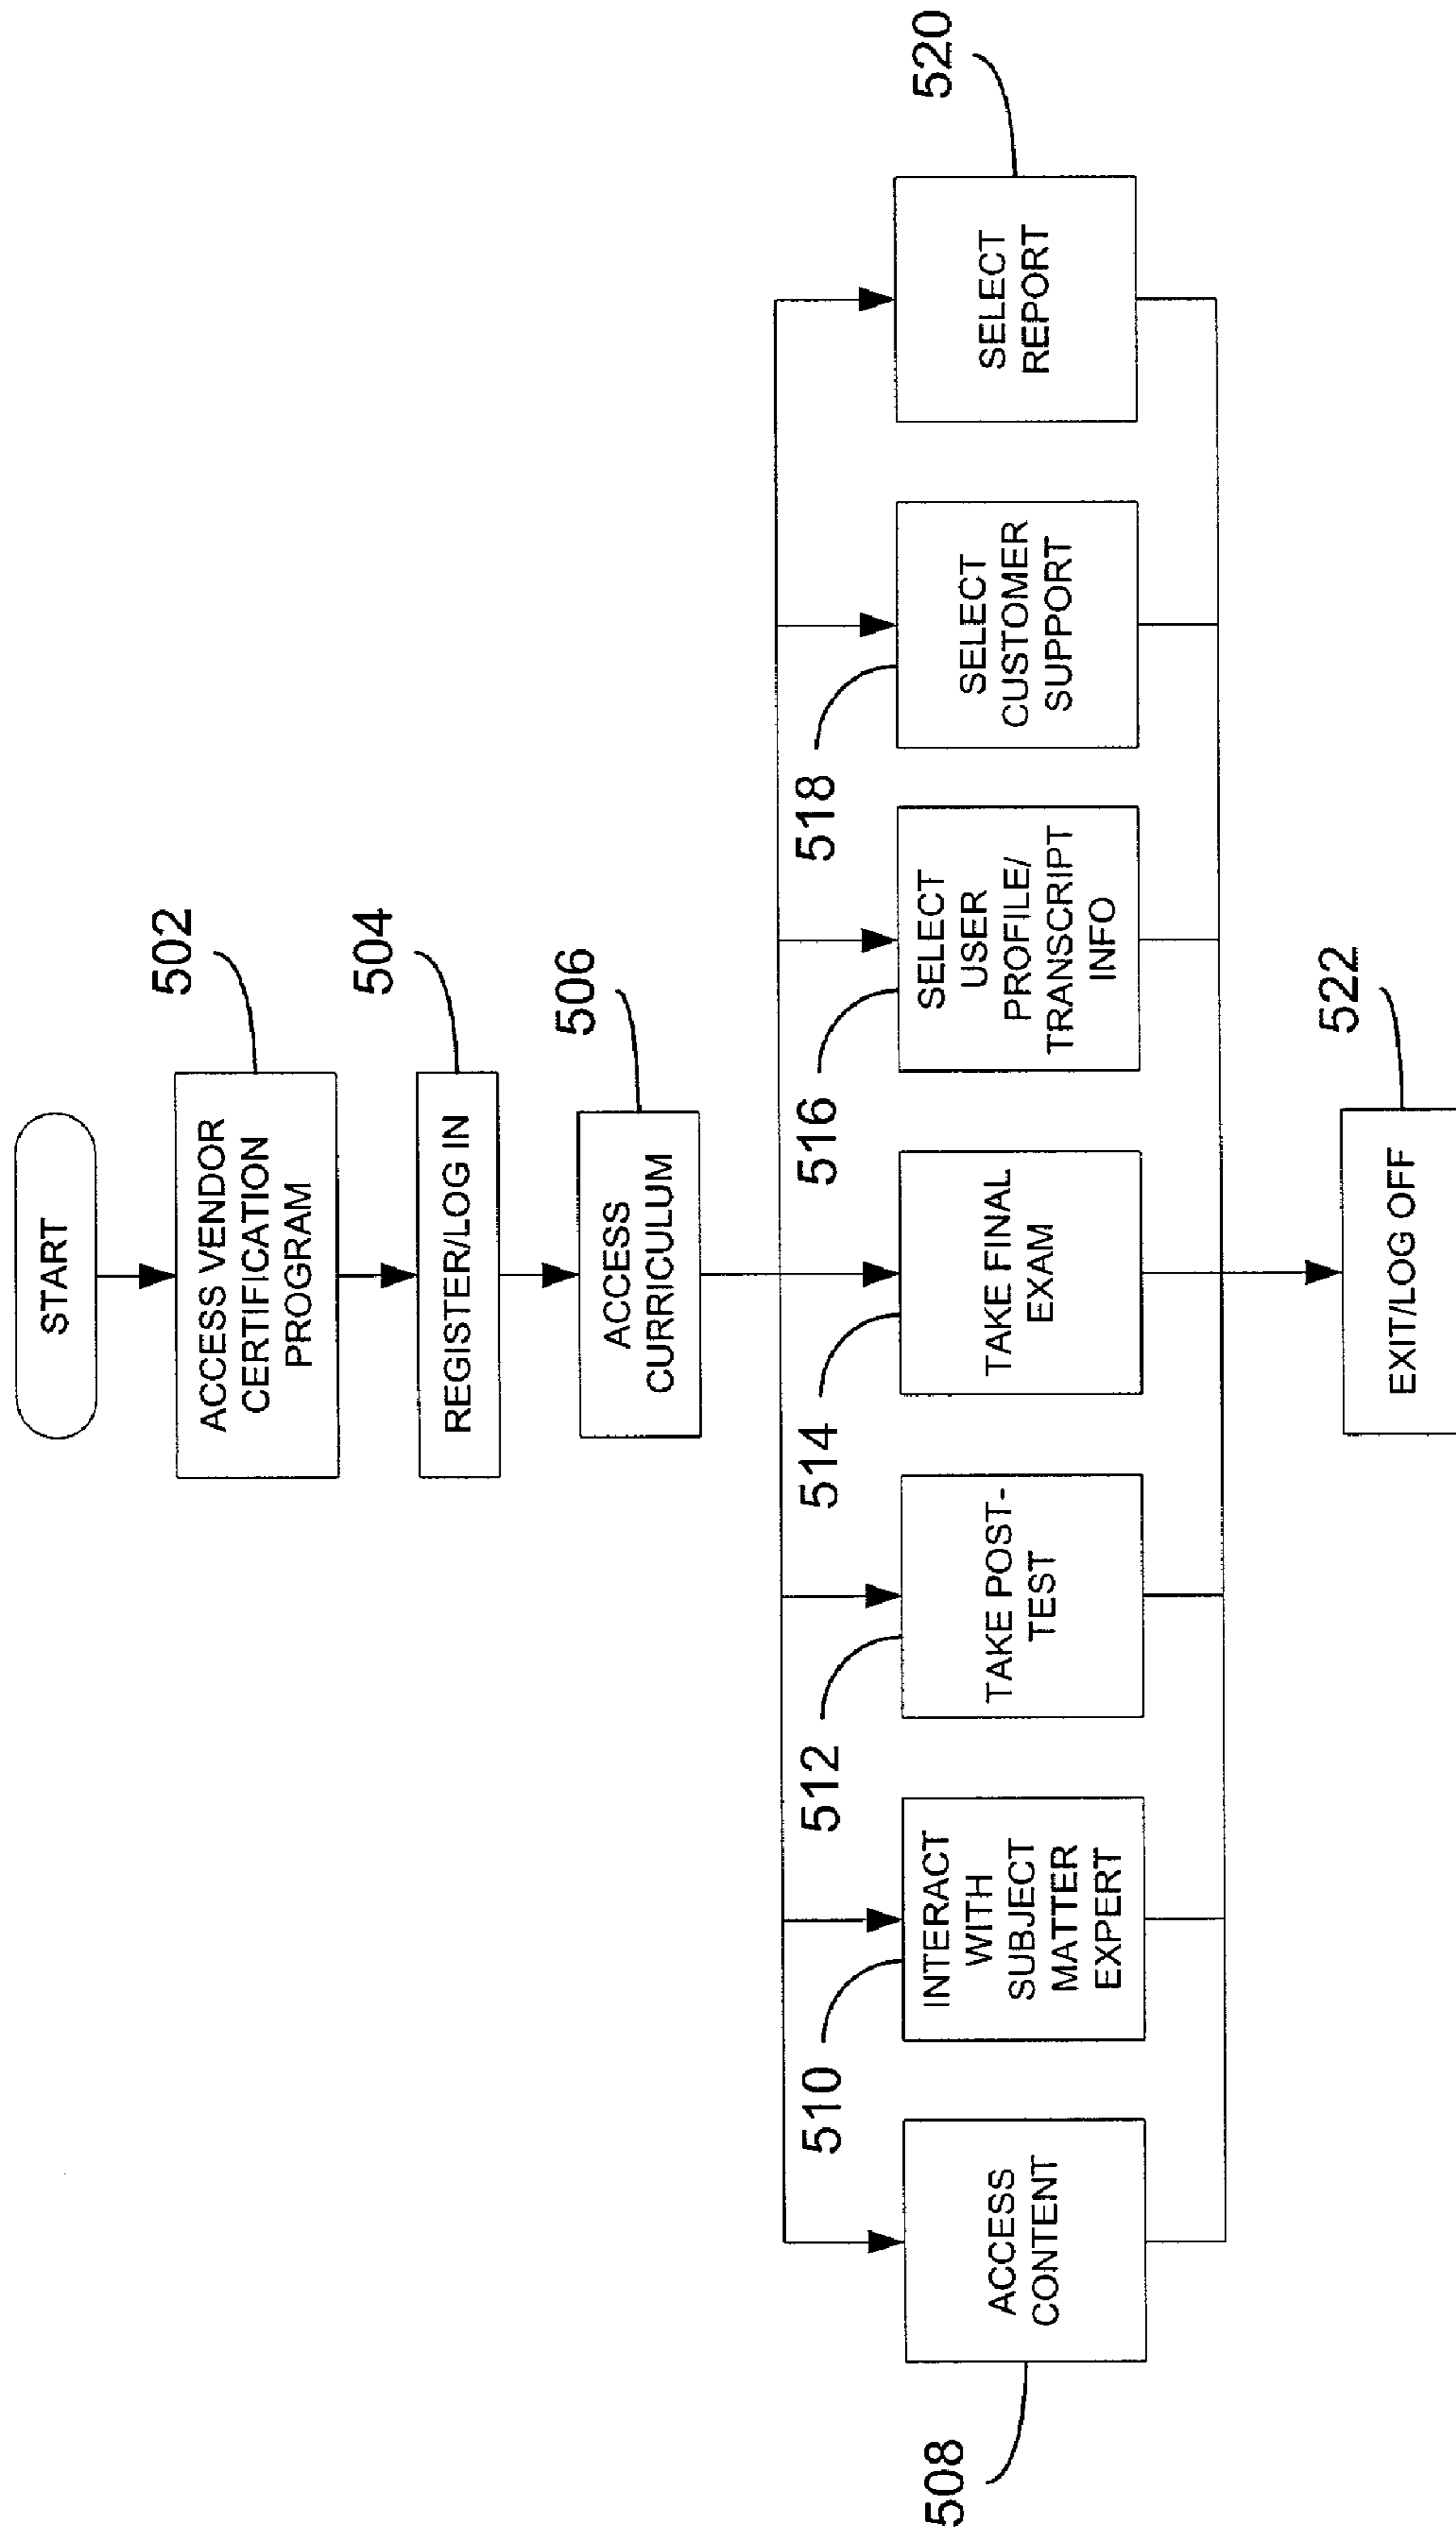 START
ACCESS VENDOR
CERTIFICATION
PROGRAM
502
REGISTER/LOG IN
504
ACCESS
CURRICULUM
506
508
ACCESS
CONTENT
510
INTERACT
WITH
SUBJECT
MATTER
EXPERT
512
TAKE POST-
TEST
514
TAKE FINAL
EXAM
516
SELECT
USER
PROFILE/
TRANSCRIPT
INFO
518
SELECT
CUSTOMER
SUPPORT
520
SELECT
REPORT
EXIT/LOG OFF
522